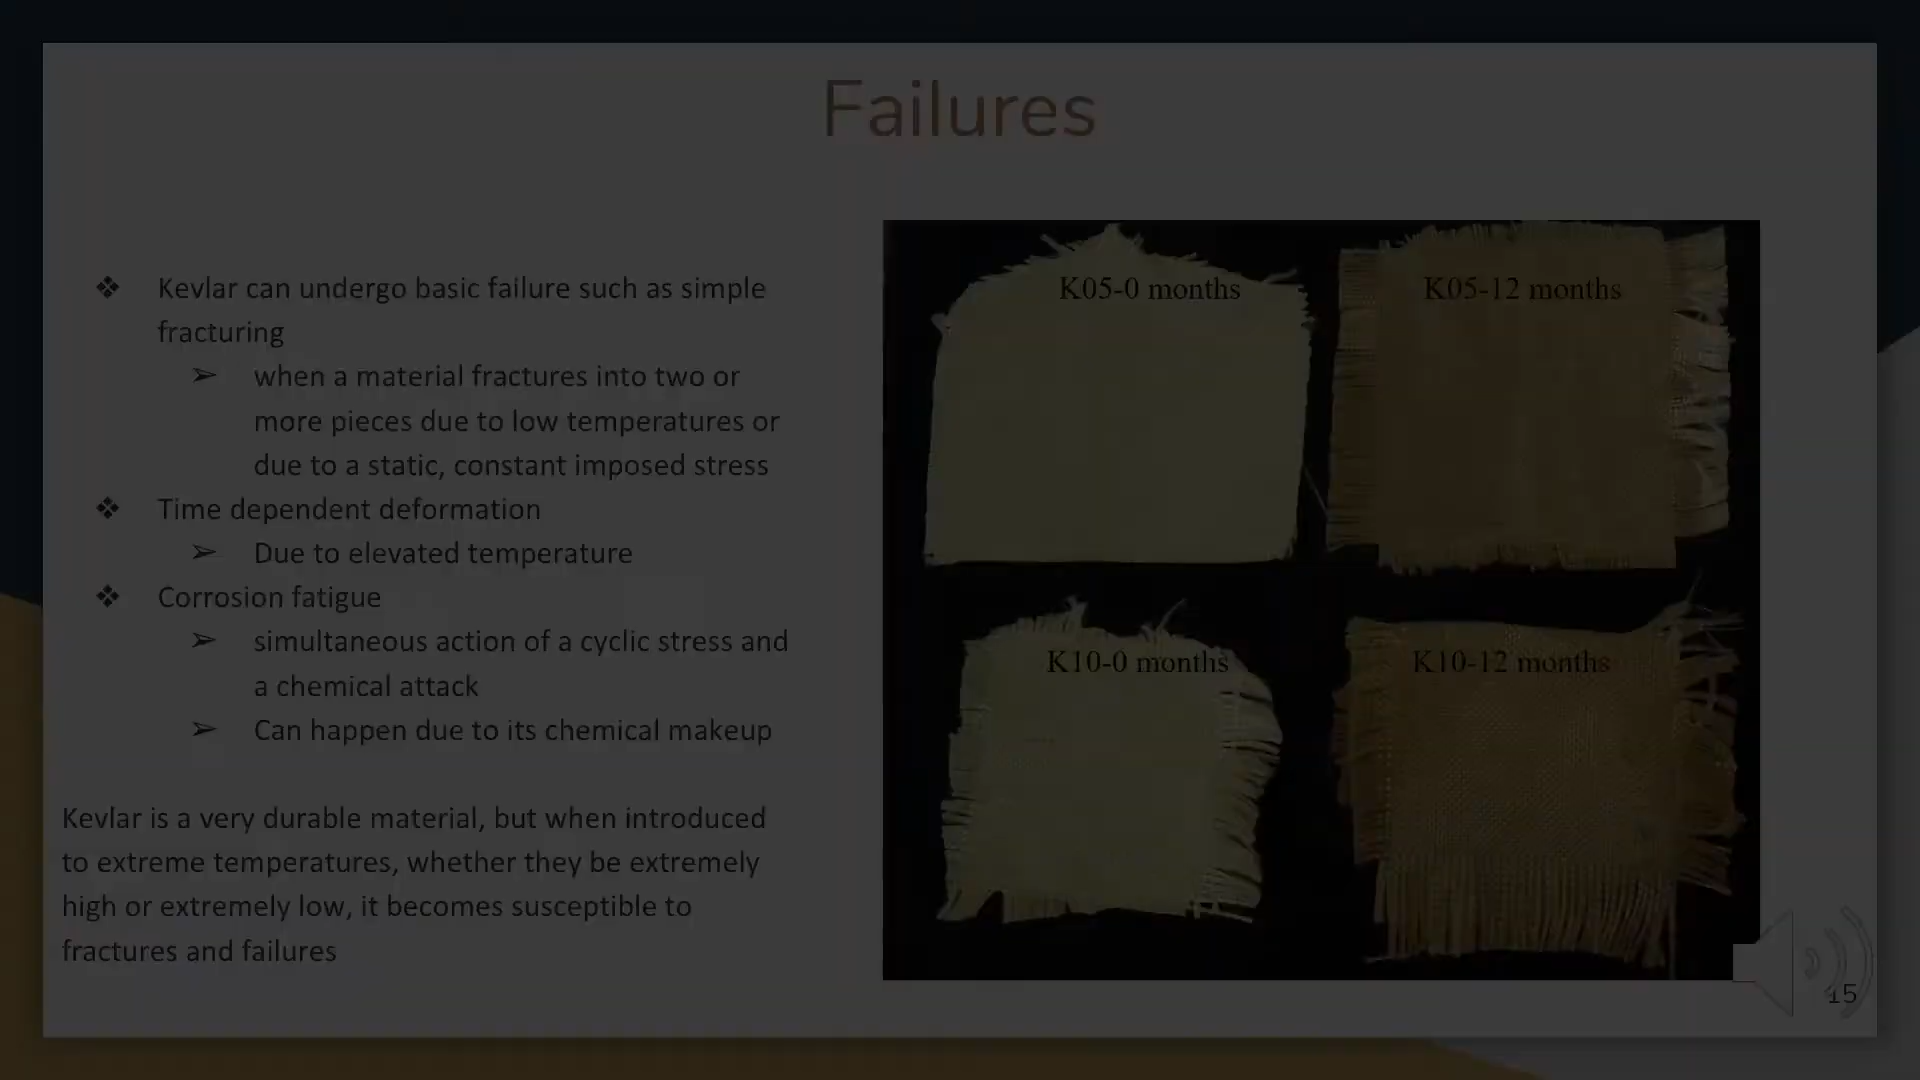 Failures
❖ Kevlar can undergo basic failure such as simple
fracturing
➢ when a material fractures into two or
more pieces due to low temperatures or
due to a static, constant imposed stress
❖ Time dependent deformation
➢ Due to elevated temperature
❖ Corrosion fatigue
➢ simultaneous action of a cyclic stress and
a chemical attack
➢ Can happen due to its chemical makeup
Kevlar is a very durable material, but when introduced
to extreme temperatures, whether they be extremely
high or extremely low, it becomes susceptible to
fractures and failures
K05-0 months
K05-12 months
K10-0 months
K10-12 months
15